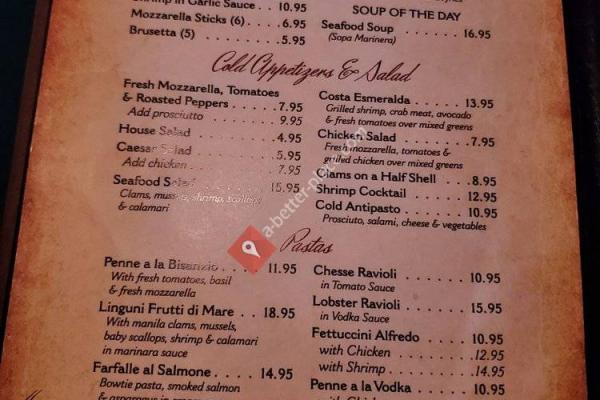 Shrimp in Garlic Sauce . . 10.95
Mozzarella Sticks (6) . . . . 6.95
Brusetta (5) . . . . . . . 5.95
SOUP OF THE DAY
Seafood Soup . . . . . . . 16.95
(Sopa Marinera)
Cold Appetizers & Salad
Fresh Mozzarella, Tomatoes
& Roasted Peppers . . . . 7.95
Add prosciutto . . . . . . 9.95
House Salad . . . . . . . 4.95
Caesar Salad . . . . . . . 5.95
Add chicken . . . . . . . 7.95
Seafood Salad . . . . . . 15.95
Clams, mussels, shrimp, scallops
& calamari
Costa Esmeralda . . . . . 13.95
Grilled shrimp, crab meat, avocado
& fresh tomatoes over mixed greens
Chicken Salad . . . . . . . 7.95
Fresh mozzarella, tomatoes &
grilled chicken over mixed greens
Clams on a Half Shell . . . . 8.95
Shrimp Cocktail . . . . . . 12.95
Cold Antipasto . . . . . . 10.95
Prosciuto, salami, cheese & vegetables
a-better-place.com
Pastas
Penne a la Bisanzio . . . 11.95
With fresh tomatoes, basil
& fresh mozzarella
Linguni Frutti di Mare . . 18.95
With manila clams, mussels,
baby scallops, shrimp & calamari
in marinara sauce
Farfalle al Salmone . . . . 14.95
Bowtie pasta, smoked salmon
Chesse Ravioli . . . . . . 10.95
in Tomato Sauce
Lobster Ravioli . . . . . . 15.95
in Vodka Sauce
Fettuccini Alfredo . . . . . 10.95
with Chicken . . . . . . . 12.95
with Shrimp . . . . . . . 14.95
Penne a la Vodka . . . . . 10.95